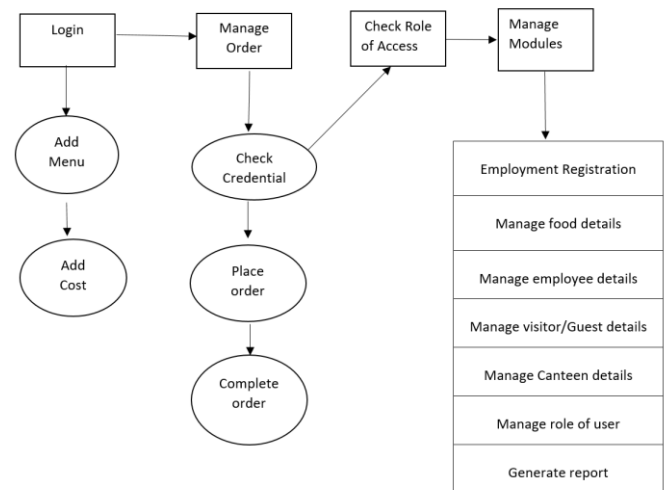 Login
Manage
Order
Check Role
of Access
Manage
Modules
Add
Menu
Check
Credential
Add
Cost
Place
order
Complete
order
Employment Registration
Manage food details
Manage employee details
Manage visitor/Guest details
Manage Canteen details
Manage role of user
Generate report